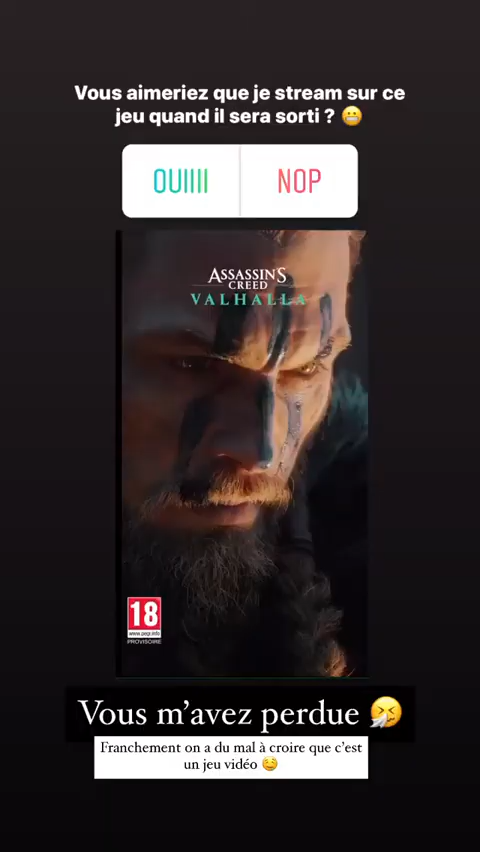 Vous aimeriez que je stream sur ce
jeu quand il sera sorti ? 😬
OUIIII
NOP
ASSASSIN'S
CREED
VALHALLA
18
www.pegi.info
PROVISOIRE
Vous m’avez perdue 🤧
Franchement on a du mal à croire que c’est
un jeu vidéo 🤤